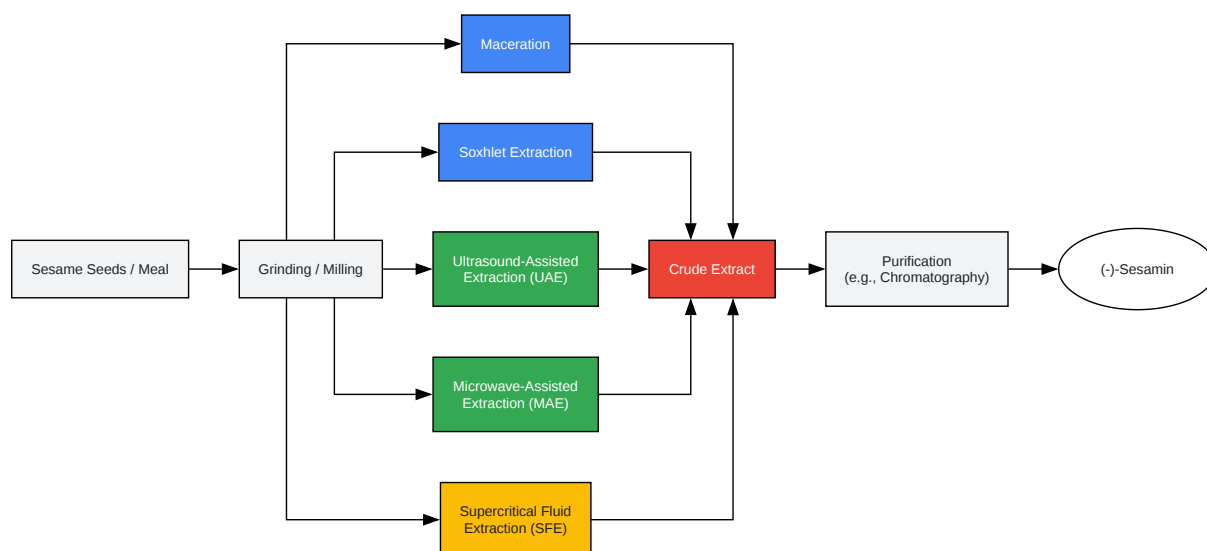 Maceration
Soxhlet Extraction
Sesame Seeds / Meal
Grinding / Milling
Ultrasound-Assisted
Extraction (UAE)
Crude Extract
Purification
(e.g., Chromatography)
(-)-Sesamin
Microwave-Assisted
Extraction (MAE)
Supercritical Fluid
Extraction (SFE)